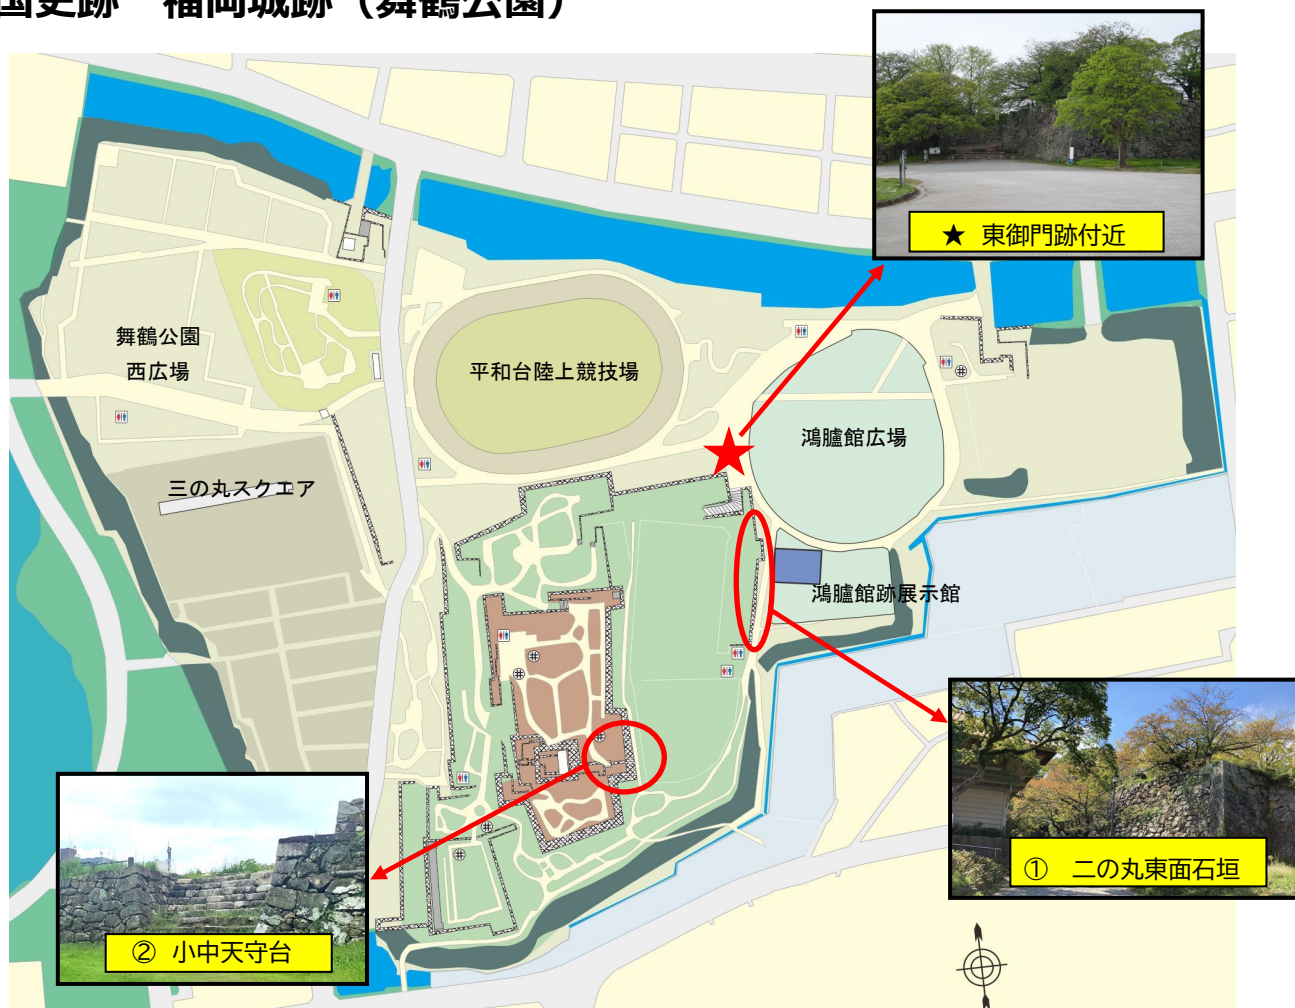 国史跡　福岡城跡（舞鶴公園）
★　東御門跡付近
舞鶴公園
西広場
平和台陸上競技場
鴻臚館広場
三の丸スクエア
鴻臚館跡展示館
①　二の丸東面石垣
②　小中天守台